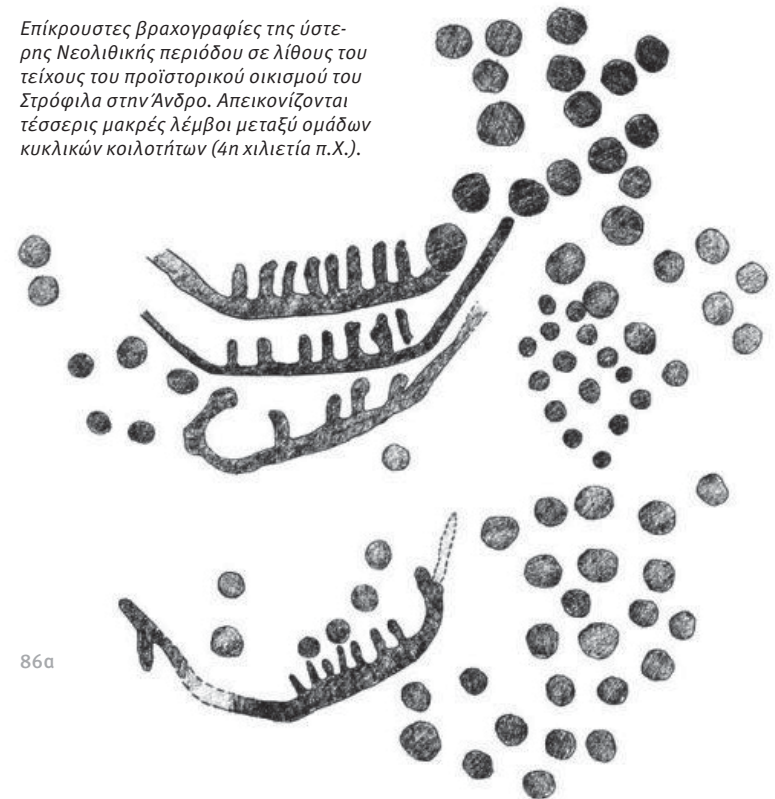 Επίκρουστες βραχογραφίες της ύστε-
ρης Νεολιθικής περιόδου σε λίθους του
τείχους του προϊστορικού οικισμού του
Στρόφιλα στην Άνδρο. Απεικονίζονται
τέσσερις μακρές λέμβοι μεταξύ ομάδων
κυκλικών κοιλοτήτων (4η χιλιετία π.Χ.).
86α